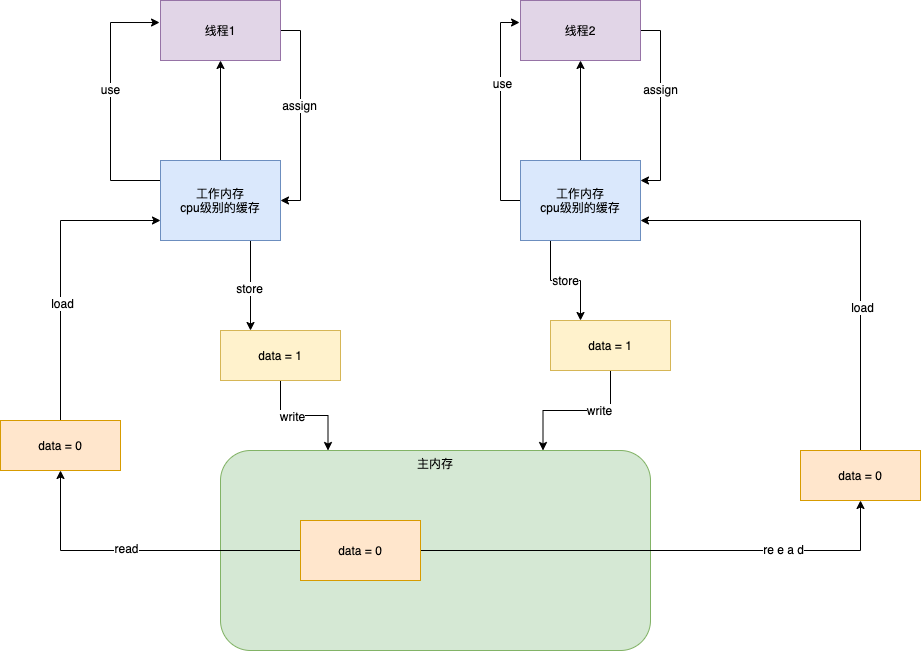 线程1
线程2
use
assign
use
assign
工作内存
cpu级别的缓存
工作内存
cpu级别的缓存
load
store
store
load
data = 1
data = 1
write
write
data = 0
主内存
data = 0
data = 0
read
re e a d